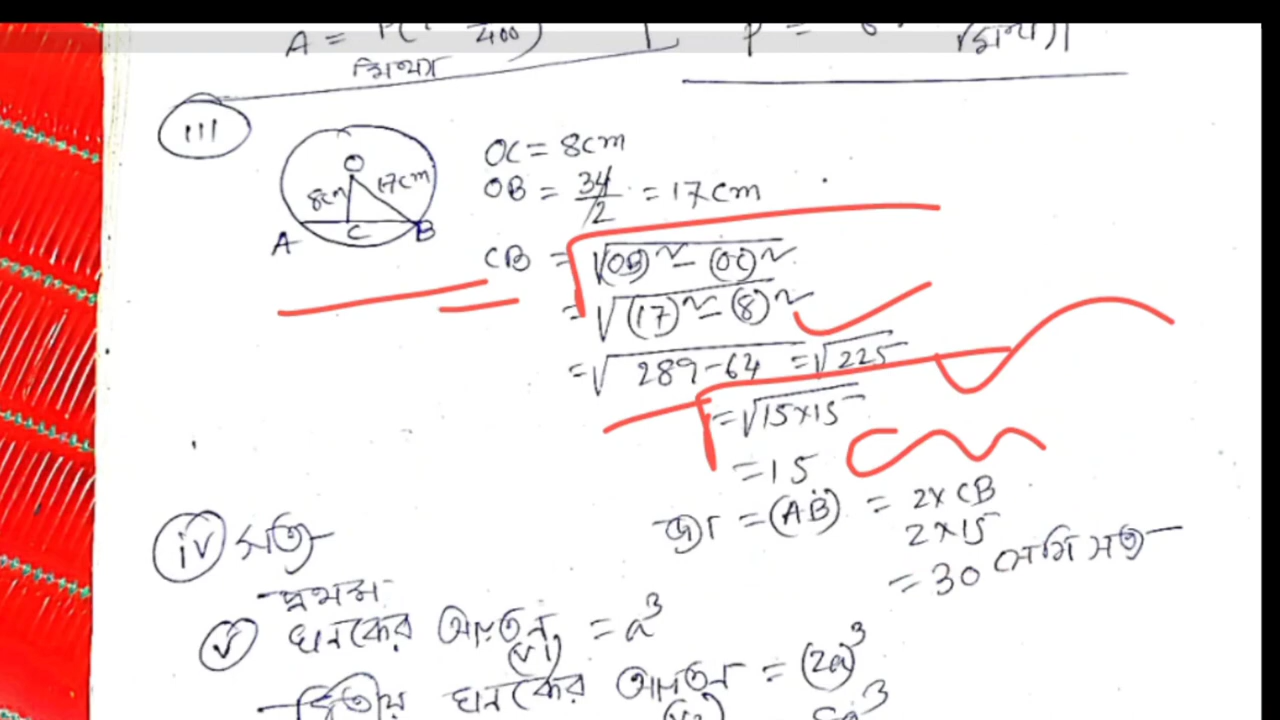 A =
400
P =
মিথ্যা
III
O
8cm 17cm
A C B
OC = 8cm
OB = 34/2 = 17cm
CB = √(OB)² - (OC)²
= √(17)² - (8)²
= √289-64 = √225
= √15×15
= 15
জ্যা = (AB) = 2×CB
2×15
= 30 সেমি সত্য
iv সত্য
প্রথম
v ঘনকের আয়তন = a³
(v₁)
দ্বিতীয় ঘনকের আয়তন = (2a)³
(v₂)